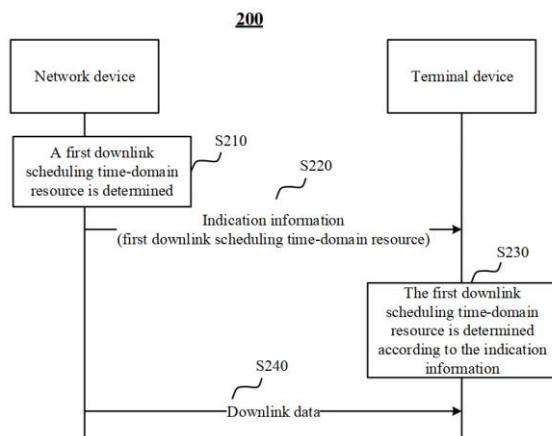 200
Network device
Terminal device
A first downlink
scheduling time-domain
resource is determined
S210
S220
Indication information
(first downlink scheduling time-domain resource)
S230
The first downlink
scheduling time-domain
resource is determined
according to the indication
information
S240
Downlink data